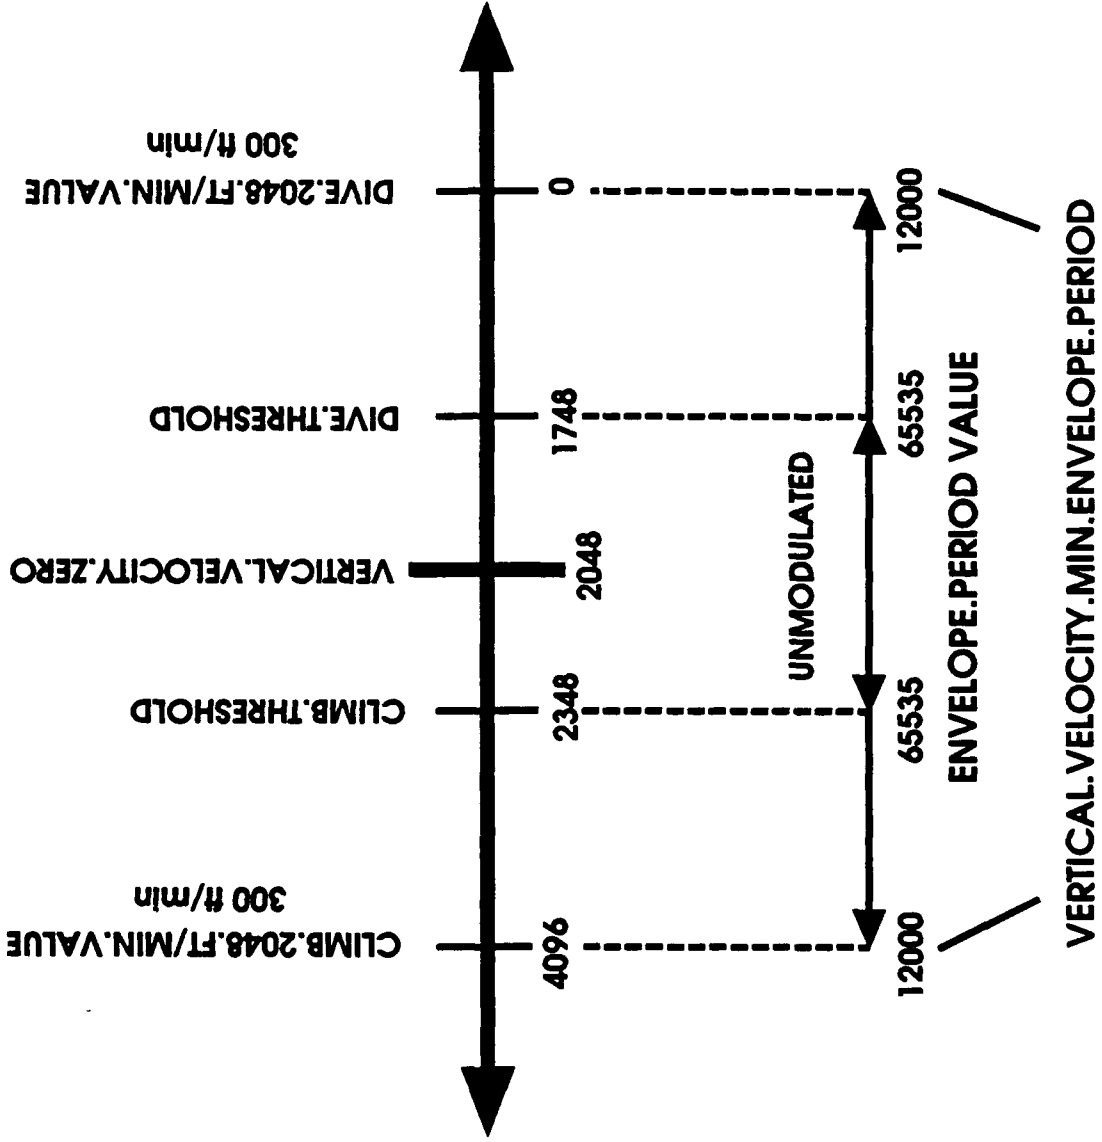 CLIMB.2048.FT/MIN.VALUE
300 ft/min
CLIMB.THRESHOLD
VERTICAL.VELOCITY.ZERO
DIVE.THRESHOLD
DIVE.2048.FT/MIN.VALUE
300 ft/min
4096
2348
2048
1748
0
UNMODULATED
12000
65535
65535
12000
ENVELOPE.PERIOD VALUE
VERTICAL.VELOCITY.MIN.ENVELOPE.PERIOD